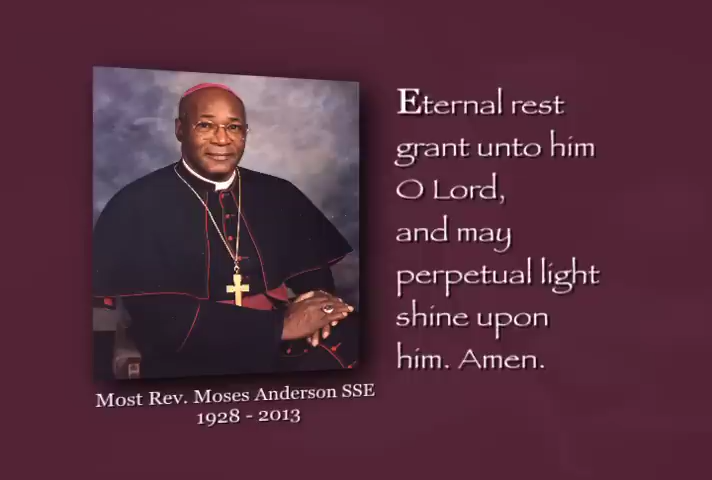 Eternal rest
grant unto him
O Lord,
and may
perpetual light
shine upon
him. Amen.
Most Rev. Moses Anderson SSE
1928 - 2013